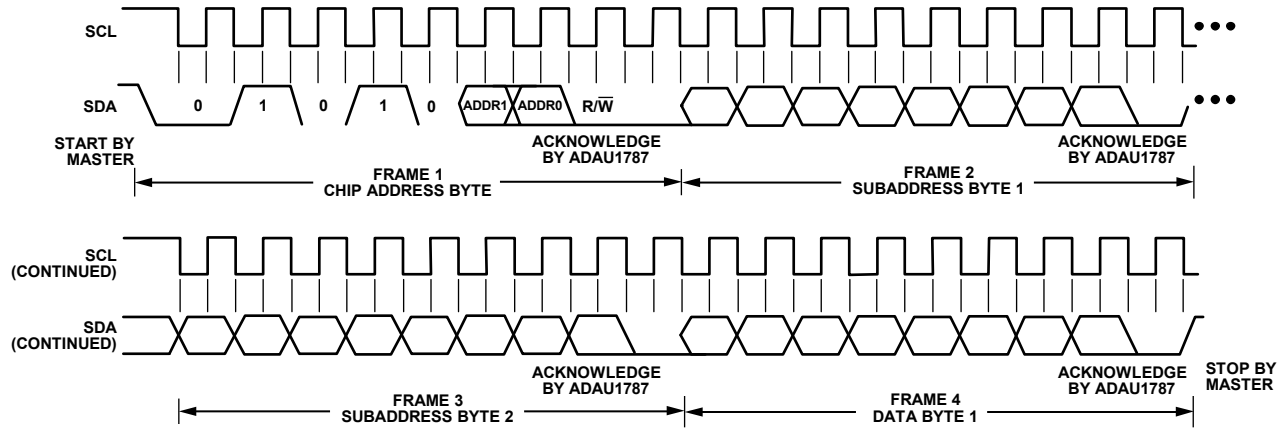 SCL
SDA
0 1 0 1 0 ADDR1 ADDR0 R/W̅
START BY
MASTER
ACKNOWLEDGE
BY ADAU1787
ACKNOWLEDGE
BY ADAU1787
FRAME 1
CHIP ADDRESS BYTE
FRAME 2
SUBADDRESS BYTE 1
SCL
(CONTINUED)
SDA
(CONTINUED)
ACKNOWLEDGE
BY ADAU1787
ACKNOWLEDGE
BY ADAU1787
STOP BY
MASTER
FRAME 3
SUBADDRESS BYTE 2
FRAME 4
DATA BYTE 1